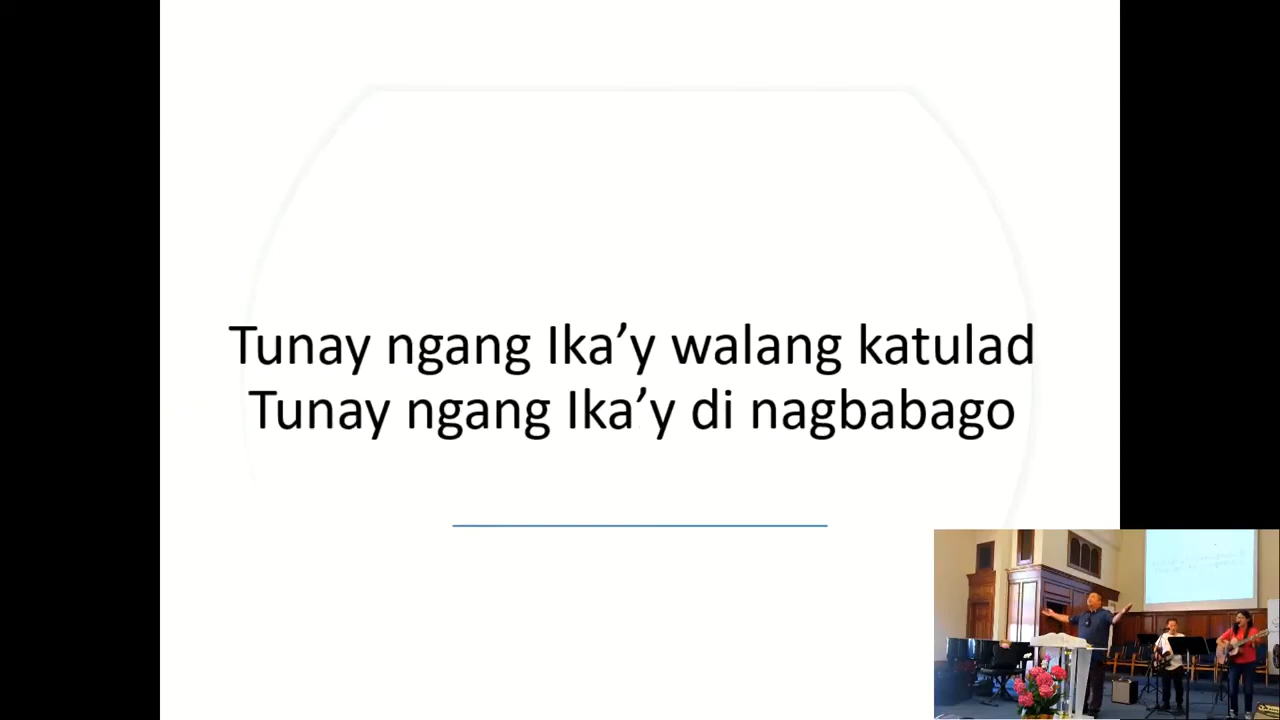 Tunay ngang Ika’y walang katulad
Tunay ngang Ika’y di nagbabago